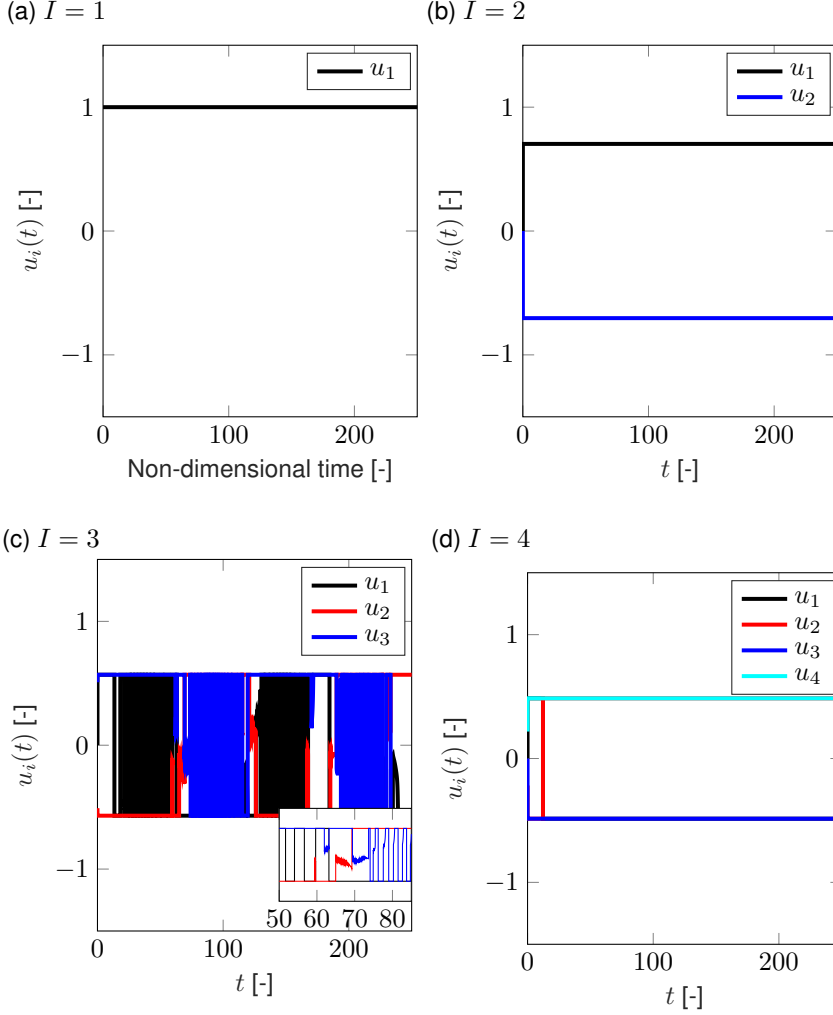 (a) I = 1
u₁
1
0
−1
uᵢ(t) [-]
0 100 200
Non-dimensional time [-]
(b) I = 2
u₁
u₂
1
0
−1
uᵢ(t) [-]
0 100 200
t [-]
(c) I = 3
u₁
u₂
u₃
1
0
−1
uᵢ(t) [-]
50 60 70 80
0 100 200
t [-]
(d) I = 4
u₁
u₂
u₃
u₄
1
0
−1
uᵢ(t) [-]
0 100 200
t [-]